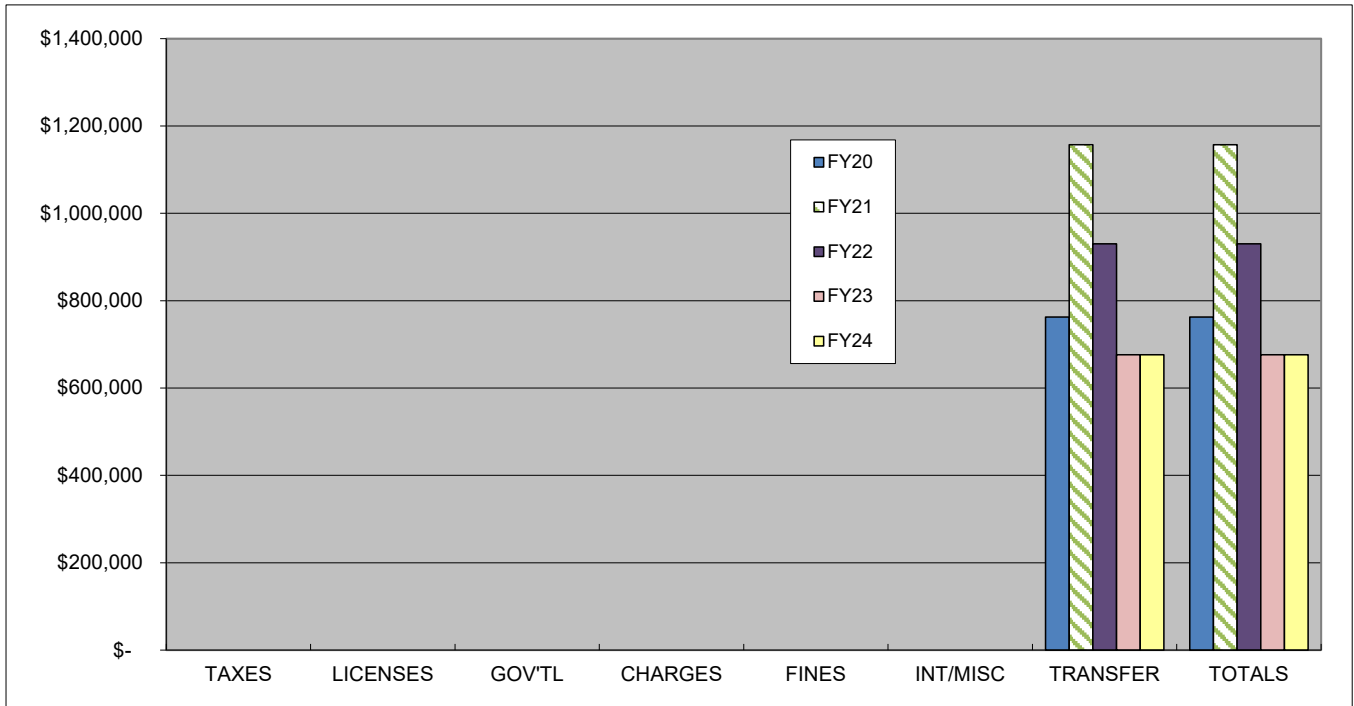 $1,400,000
$1,200,000
$1,000,000
$800,000
$600,000
$400,000
$200,000
$-
FY20
FY21
FY22
FY23
FY24
TAXES LICENSES GOV'TL CHARGES FINES INT/MISC TRANSFER TOTALS